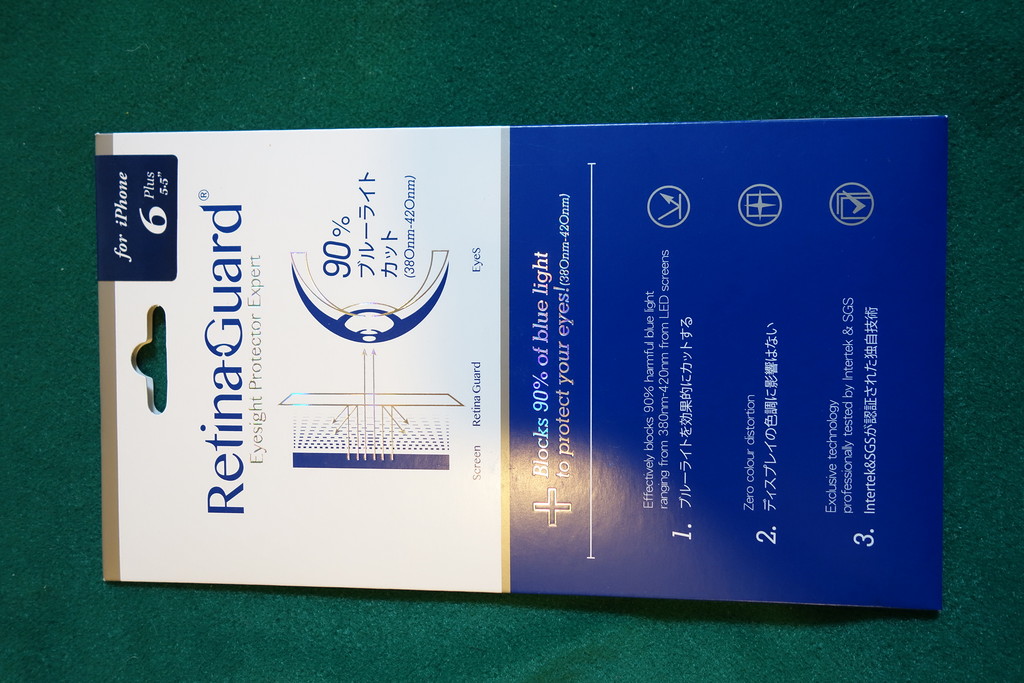 for iPhone
6 Plus
5.5"
Retina Guard®
Eyesight Protector Expert
90%
ブルーライト
カット
(380nm-420nm)
Screen Retina Guard Eyes
Blocks 90% of blue light
to protect your eyes!(380nm-420nm)
Effectively blocks 90% harmful blue light
ranging from 380nm-420nm from LED screens
1. ブルーライトを効果的にカットする
Zero colour distortion
2. ディスプレイの色調に影響はない
Exclusive technology
professionally tested by Intertek & SGS
3. Intertek&SGSが認証された独自技術